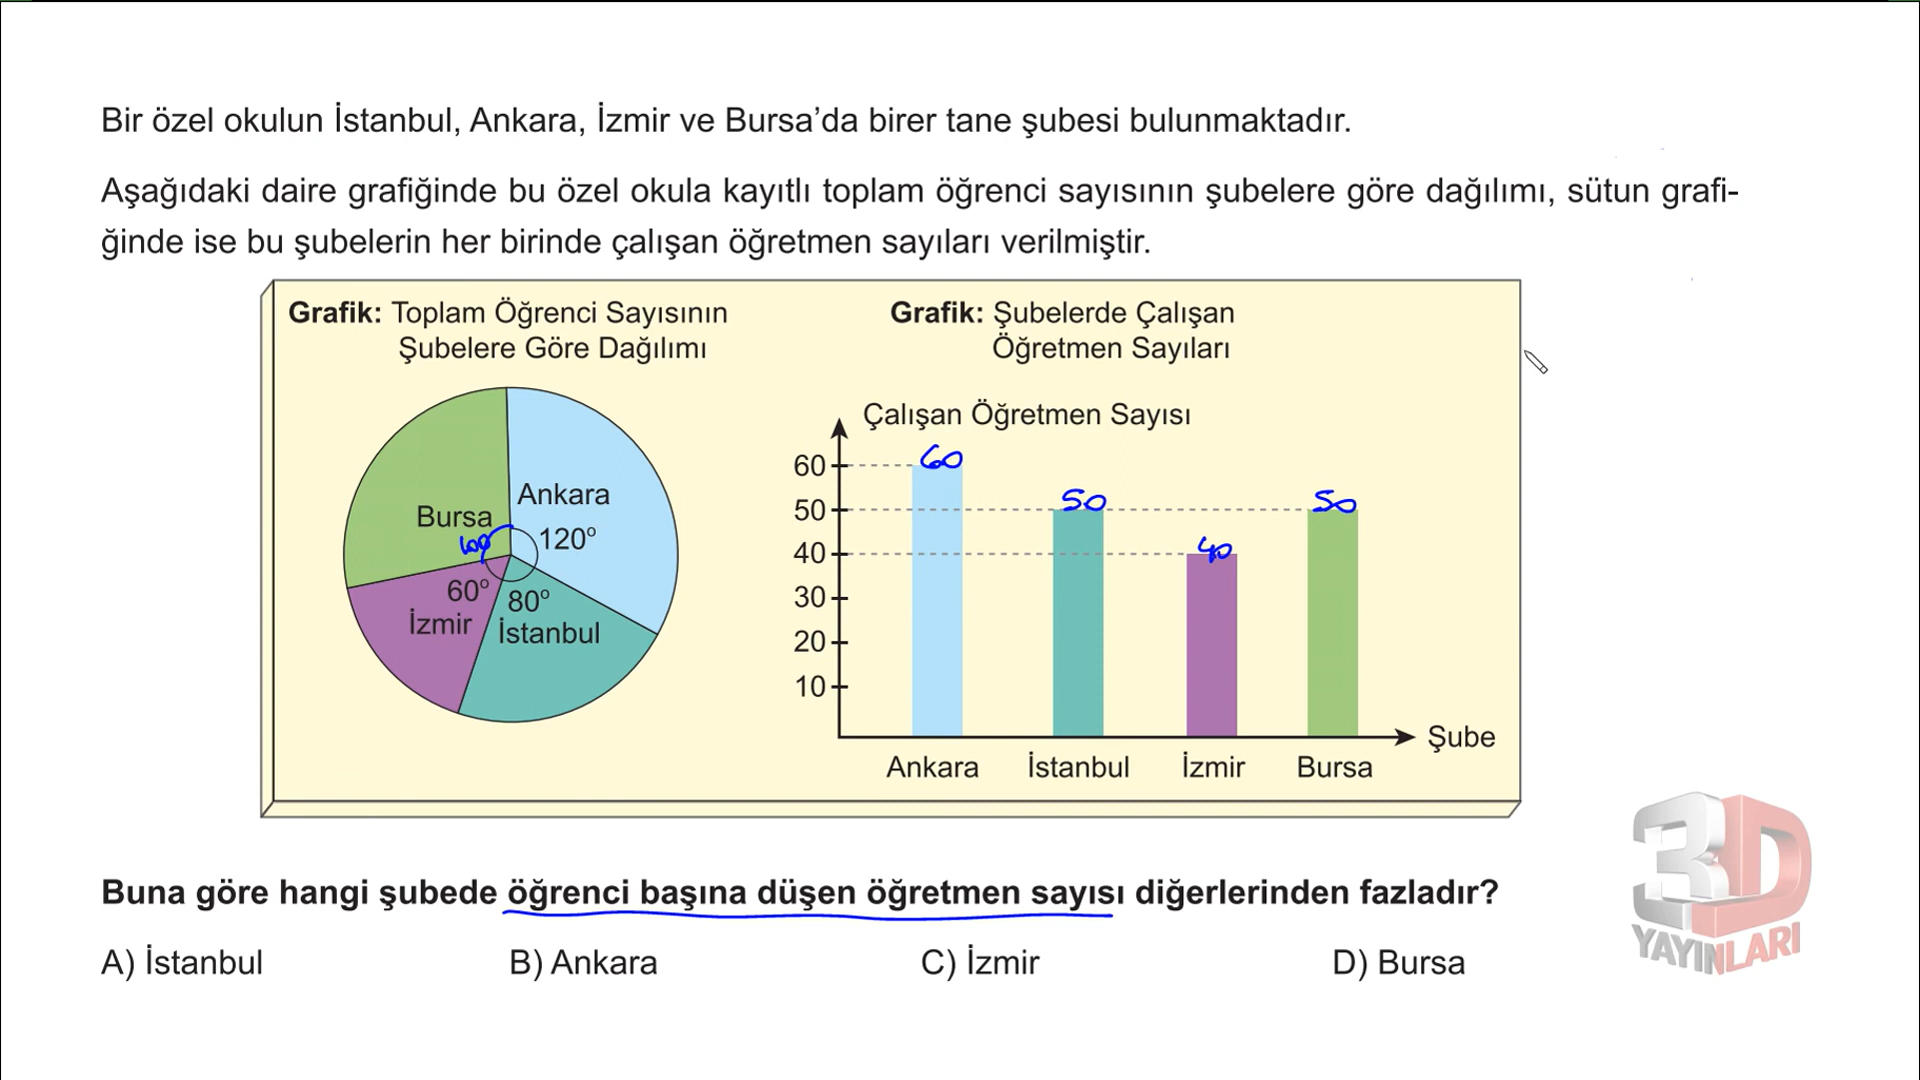 Bir özel okulun İstanbul, Ankara, İzmir ve Bursa’da birer tane şubesi bulunmaktadır.
Aşağıdaki daire grafiğinde bu özel okula kayıtlı toplam öğrenci sayısının şubelere göre dağılımı, sütun grafi-
ğinde ise bu şubelerin her birinde çalışan öğretmen sayıları verilmiştir.
Grafik: Toplam Öğrenci Sayısının
Şubelere Göre Dağılımı
Bursa
Ankara
100
120°
60°
İzmir
80°
İstanbul
Grafik: Şubelerde Çalışan
Öğretmen Sayıları
Çalışan Öğretmen Sayısı
60
50
40
30
20
10
60
50
40
50
Şube
Ankara
İstanbul
İzmir
Bursa
Buna göre hangi şubede öğrenci başına düşen öğretmen sayısı diğerlerinden fazladır?
A) İstanbul
B) Ankara
C) İzmir
D) Bursa
3D
YAYINLARI